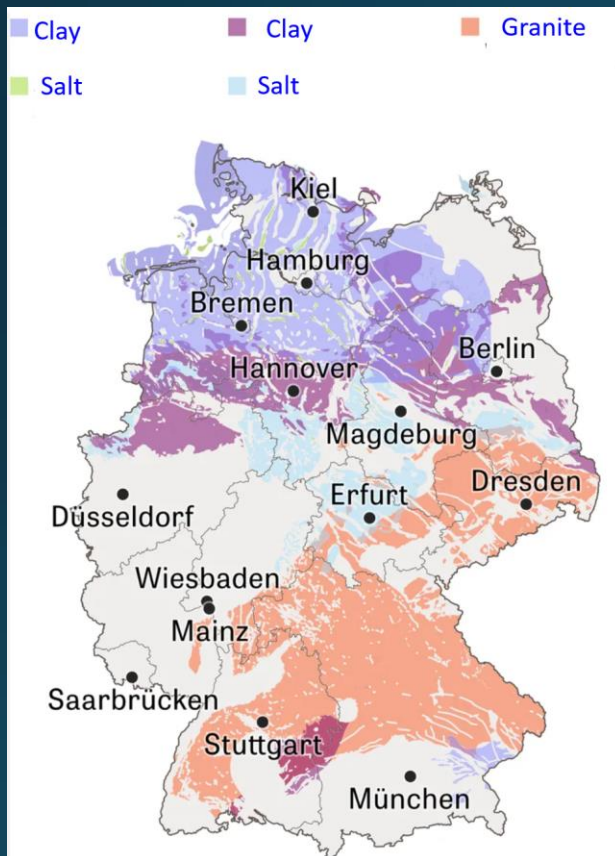 Clay Clay Granite
Salt Salt
Kiel
Hamburg
Bremen
Berlin
Hannover
Magdeburg
Dresden
Erfurt
Düsseldorf
Wiesbaden
Mainz
Saarbrücken
Stuttgart
München